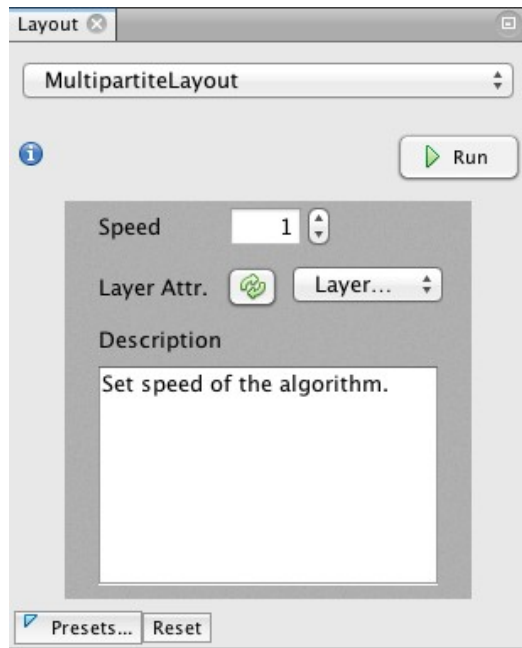 Layout
MultipartiteLayout
Run
Speed 1
Layer Attr. Layer...
Description
Set speed of the algorithm.
Presets... Reset